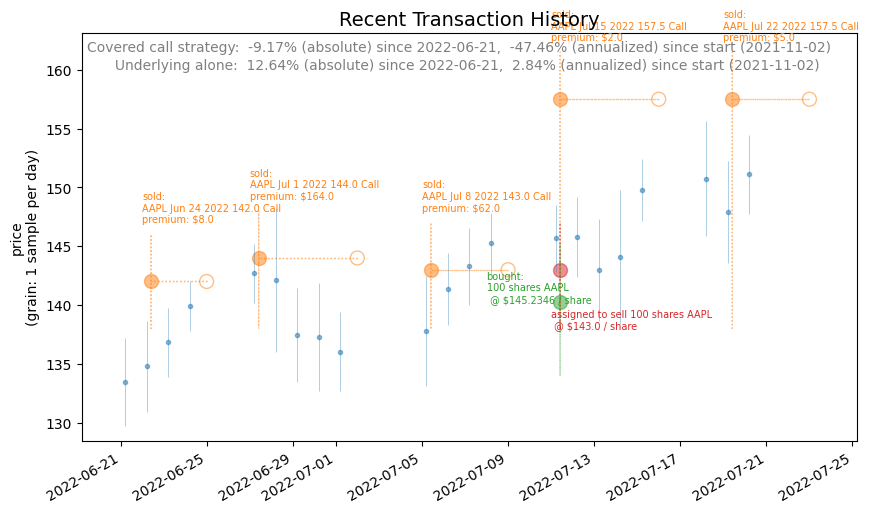 Recent Transaction History
sold:
AAPL Jul 15 2022 157.5 Call
premium: $2.0
sold:
AAPL Jul 22 2022 157.5 Call
premium: $5.0
Covered call strategy:  -9.17% (absolute) since 2022-06-21,  -47.46% (annualized) since start (2021-11-02)
Underlying alone:  12.64% (absolute) since 2022-06-21,  2.84% (annualized) since start (2021-11-02)
price
(grain: 1 sample per day)
160
155
150
145
140
135
130
sold:
AAPL Jun 24 2022 142.0 Call
premium: $8.0
sold:
AAPL Jul 1 2022 144.0 Call
premium: $164.0
sold:
AAPL Jul 8 2022 143.0 Call
premium: $62.0
bought:
100 shares AAPL
@ $145.2346 / share
assigned to sell 100 shares AAPL
@ $143.0 / share
2022-06-21
2022-06-25
2022-06-29
2022-07-01
2022-07-05
2022-07-09
2022-07-13
2022-07-17
2022-07-21
2022-07-25